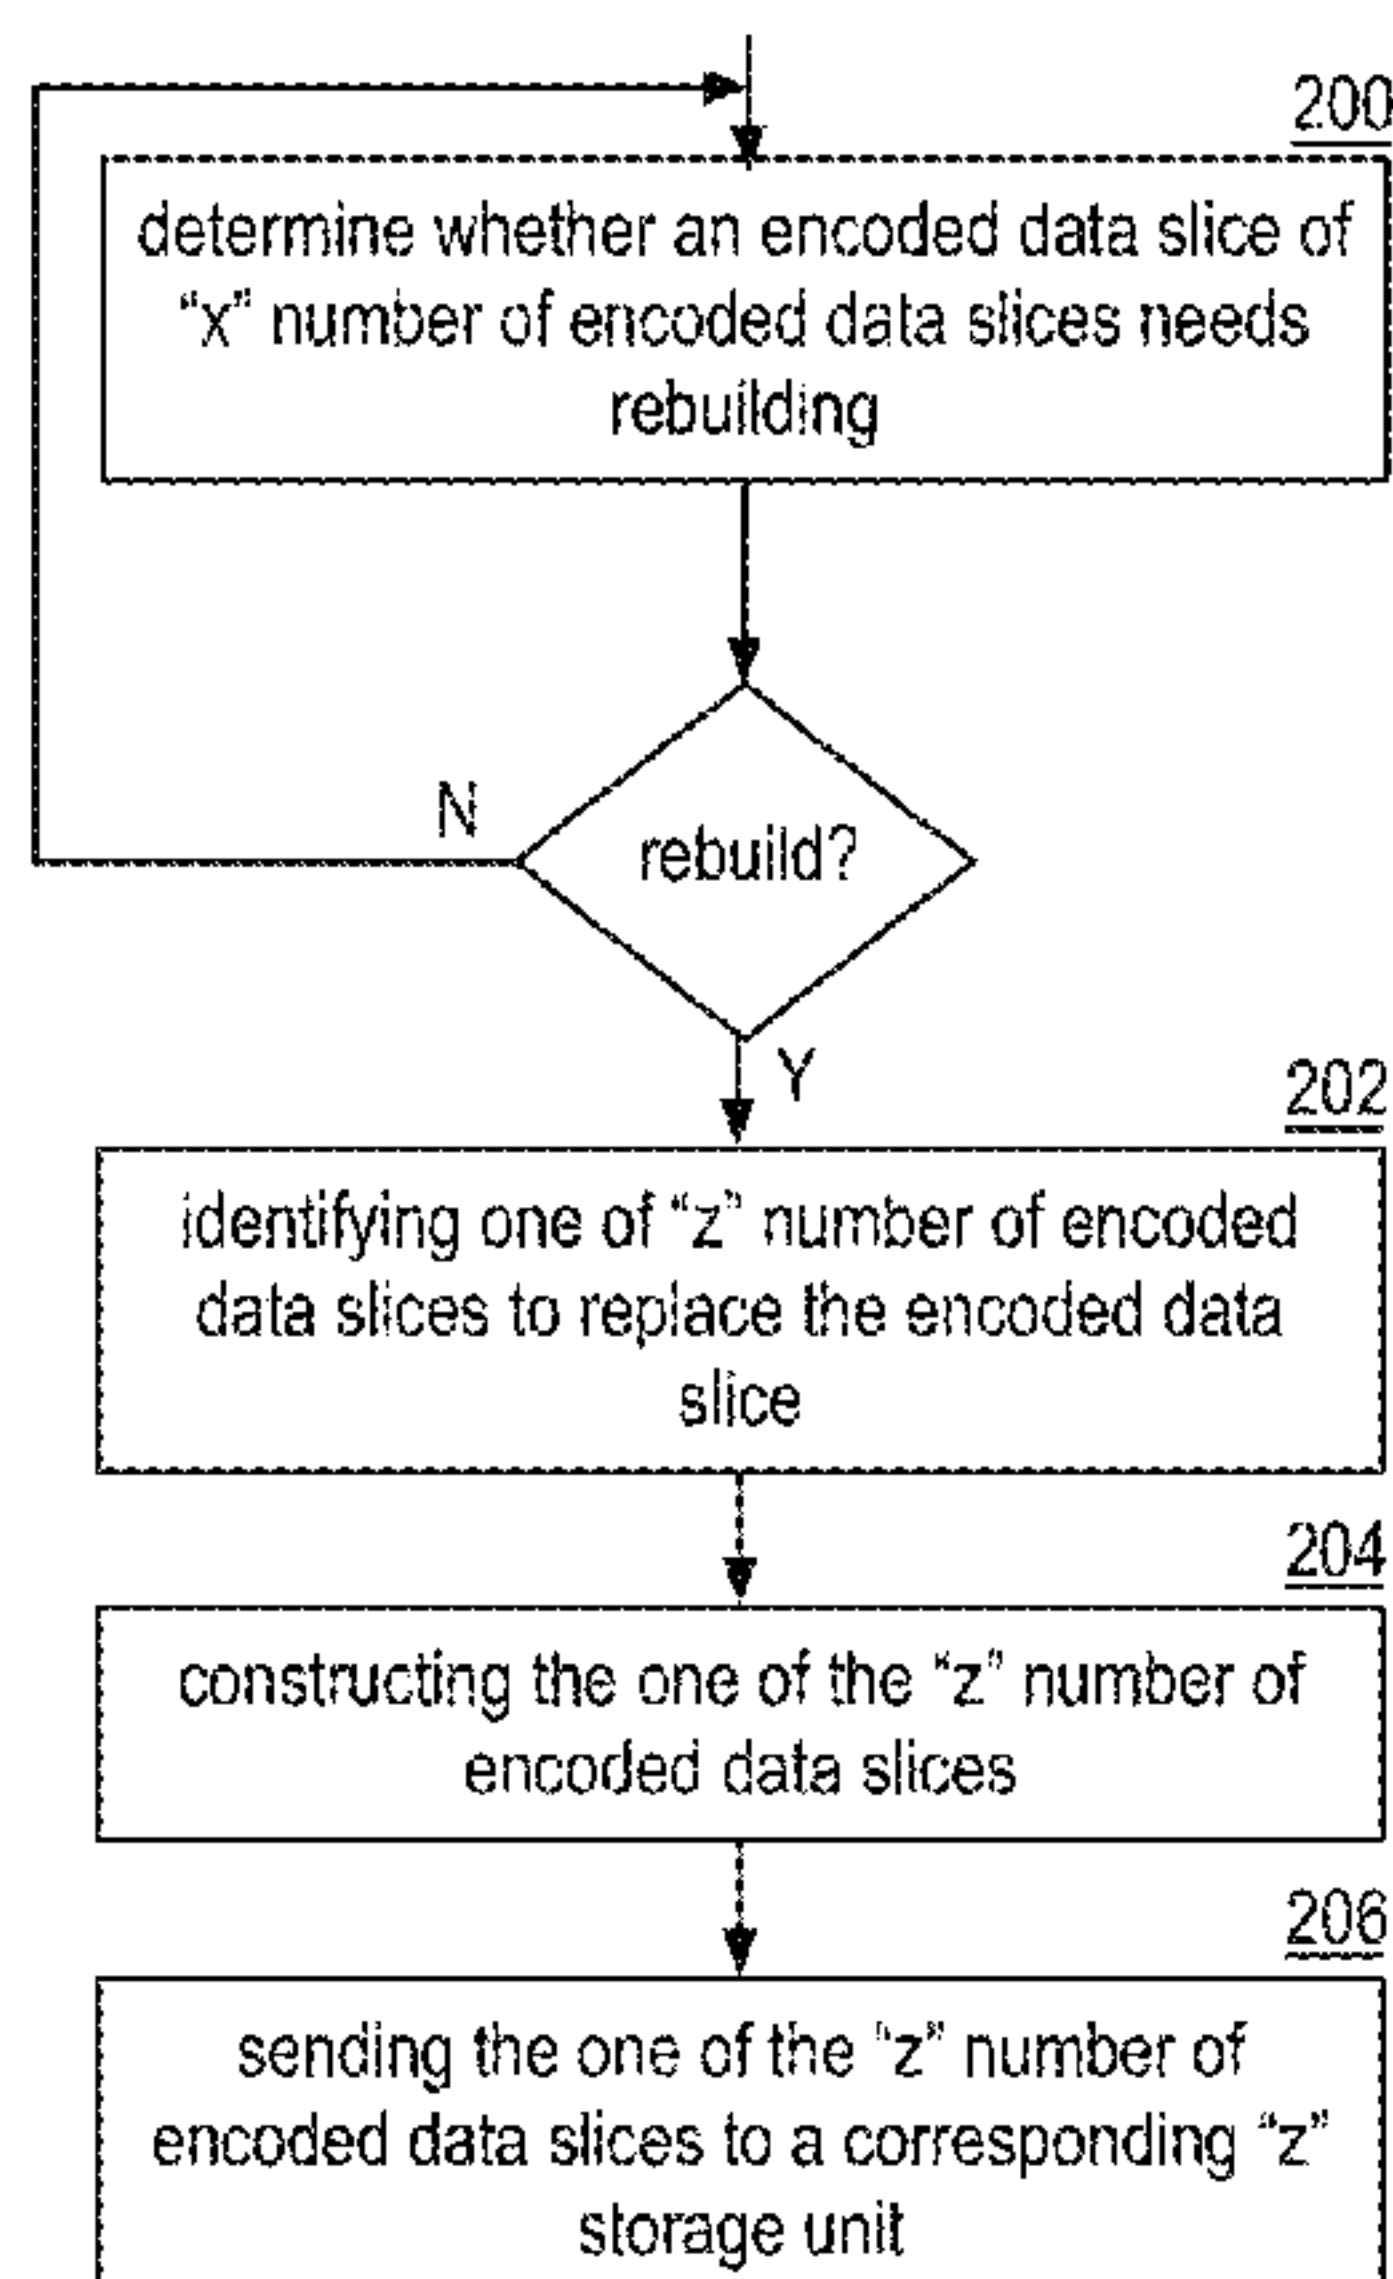 200
determine whether an encoded data slice of
“x” number of encoded data slices needs
rebuilding
N
rebuild?
Y
202
identifying one of “z” number of encoded
data slices to replace the encoded data
slice
204
constructing the one of the “z” number of
encoded data slices
206
sending the one of the “z” number of
encoded data slices to a corresponding “z”
storage unit